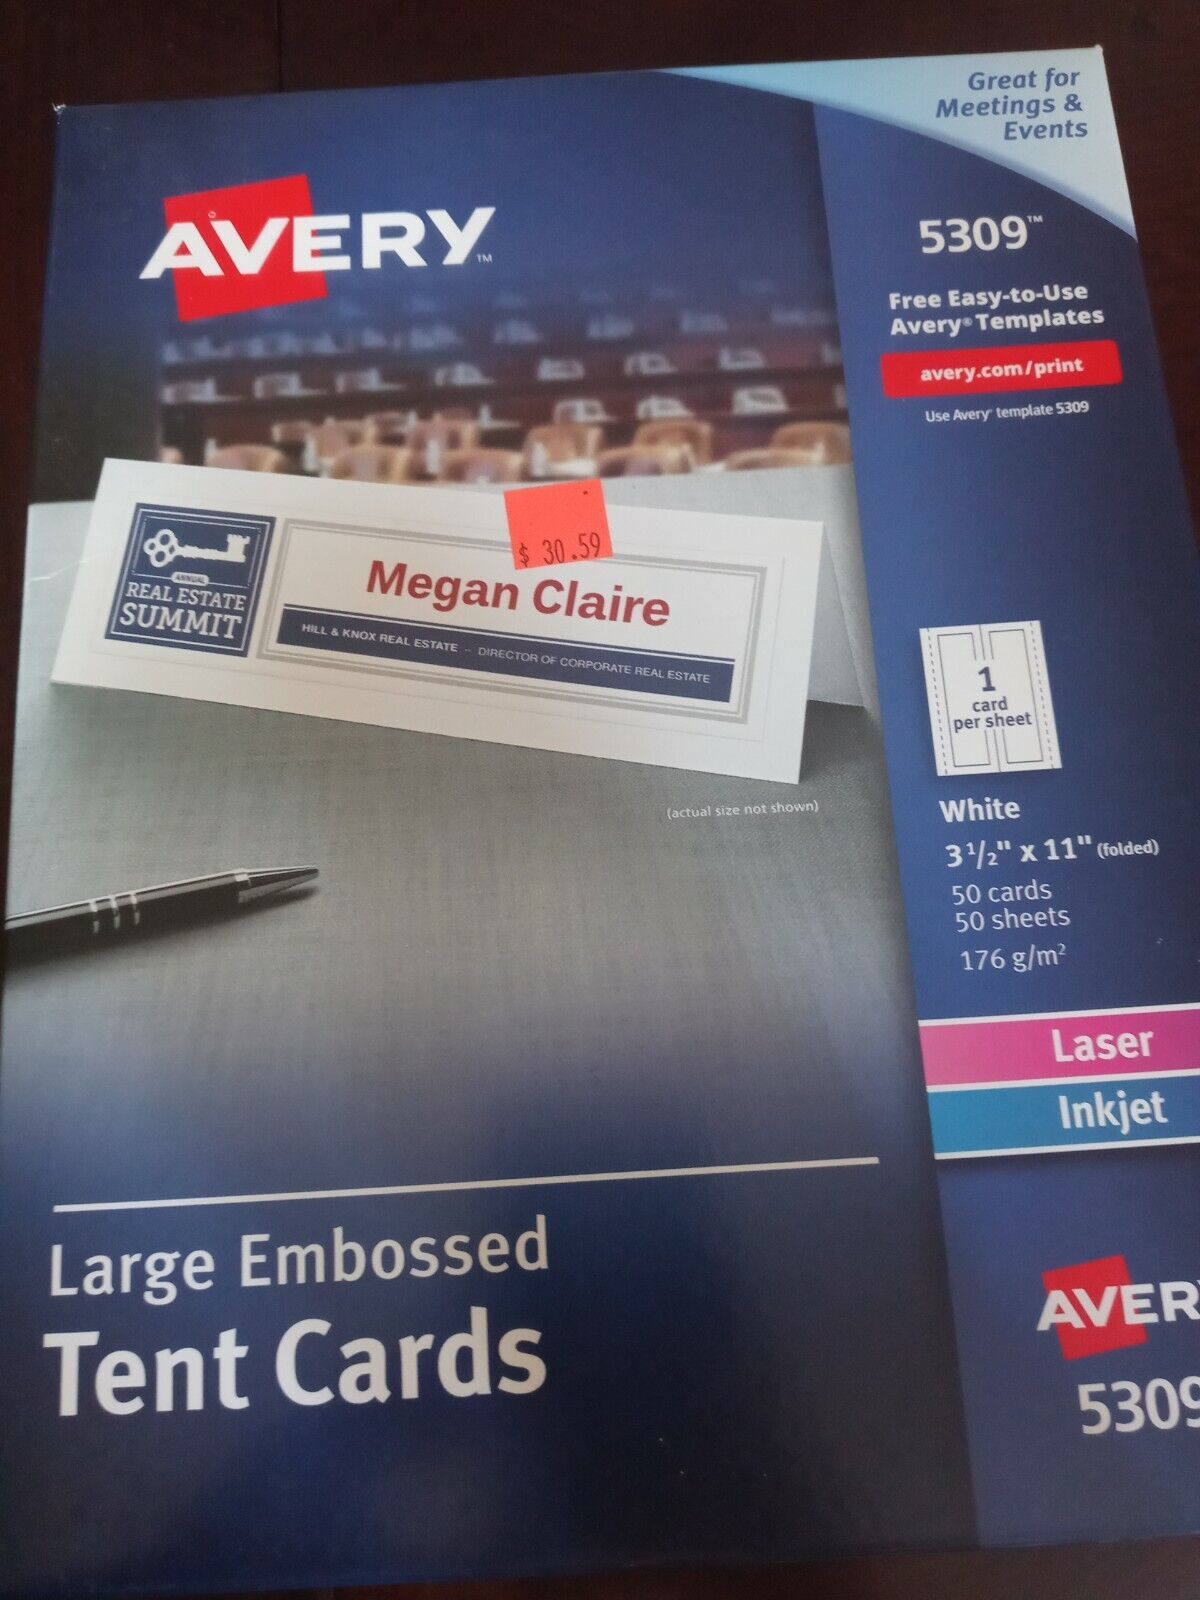 Great for
Meetings &
Events
AVERY™
5309™
Free Easy-to-Use
Avery® Templates
avery.com/print
Use Avery® template 5309
$ 30.59
ANNUAL
REAL ESTATE
SUMMIT
Megan Claire
HILL & KNOX REAL ESTATE – DIRECTOR OF CORPORATE REAL ESTATE
1
card
per sheet
(actual size not shown)
White
3 1/2" x 11" (folded)
50 cards
50 sheets
176 g/m²
Laser
Inkjet
Large Embossed
Tent Cards
AVER
5309